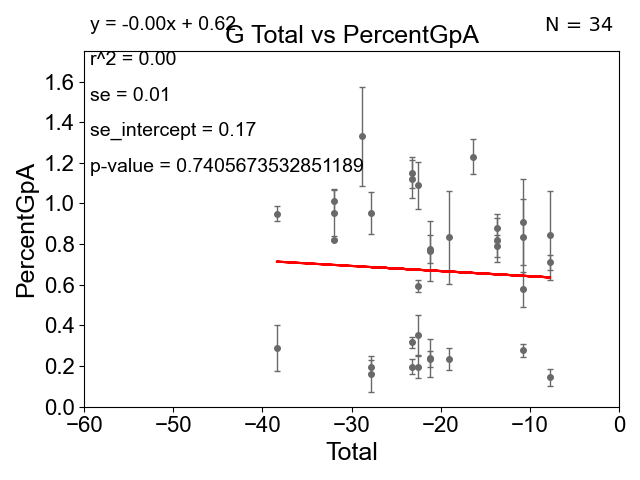 y = -0.00x + 0.62
G Total vs PercentGpA
N = 34
r^2 = 0.00
se = 0.01
se_intercept = 0.17
p-value = 0.7405673532851189
PercentGpA
1.6
1.4
1.2
1.0
0.8
0.6
0.4
0.2
0.0
−60
−50
−40
−30
−20
−10
0
Total